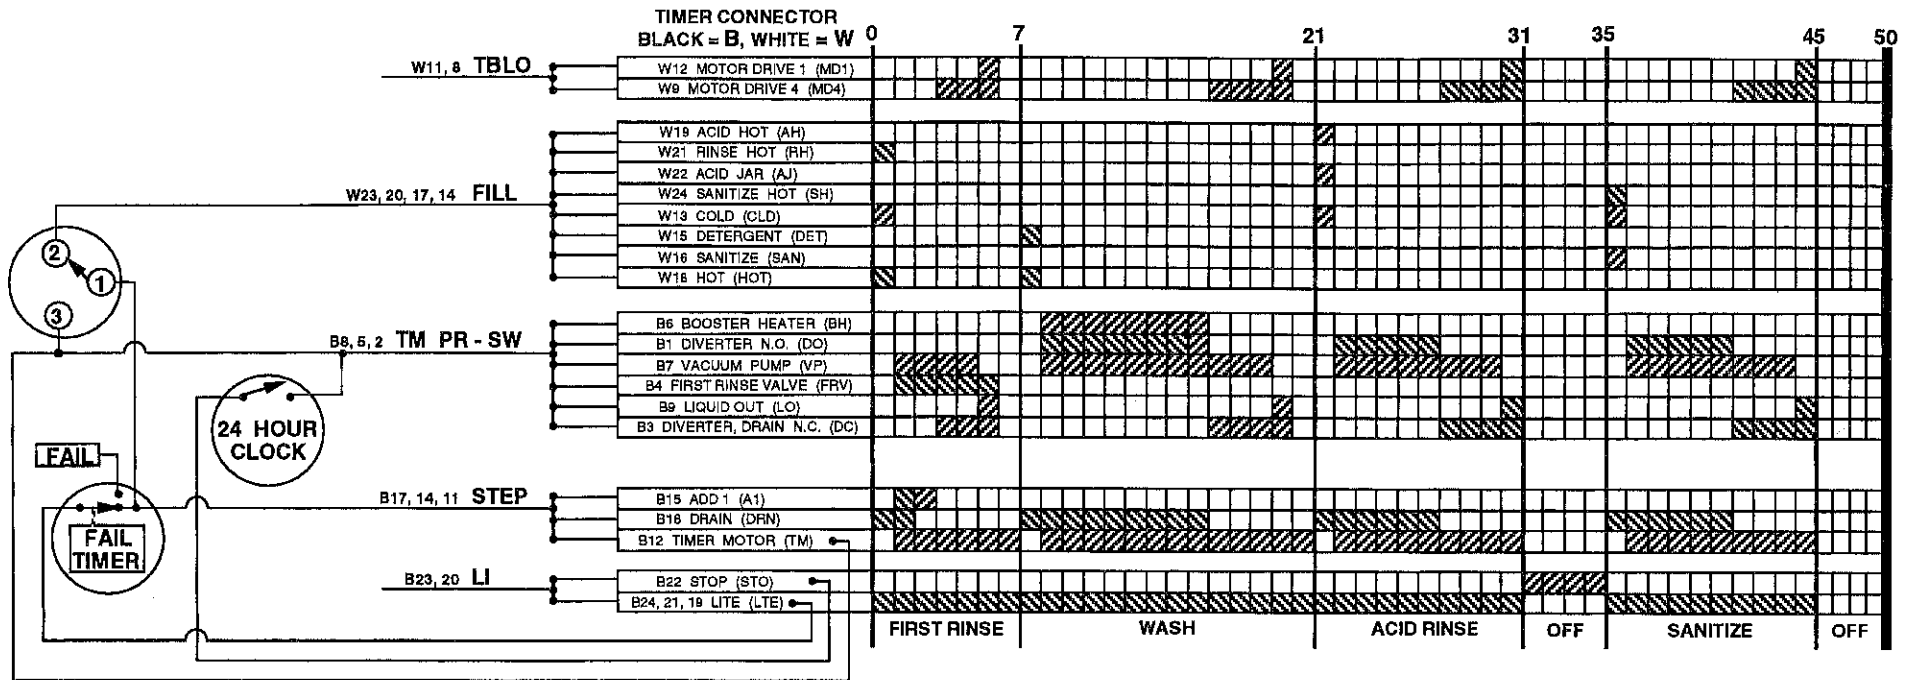 TIMER CONNECTOR
BLACK = B, WHITE = W
0 7 21 31 35 45 50
W11, 8 TBLO
W12 MOTOR DRIVE 1 (MD1)
W9 MOTOR DRIVE 4 (MD4)
W19 ACID HOT (AH)
W21 RINSE HOT (RH)
W22 ACID JAR (AJ)
W23, 20, 17, 14 FILL
W24 SANITIZE HOT (SH)
W13 COLD (CLD)
W15 DETERGENT (DET)
W16 SANITIZE (SAN)
W18 HOT (HOT)
2
1
3
B8, 5, 2 TM PR - SW
B6 BOOSTER HEATER (BH)
B1 DIVERTER N.O. (DO)
B7 VACUUM PUMP (VP)
B4 FIRST RINSE VALVE (FRV)
B9 LIQUID OUT (LO)
B3 DIVERTER, DRAIN N.C. (DC)
24 HOUR
CLOCK
FAIL
B17, 14, 11 STEP
B15 ADD 1 (A1)
B18 DRAIN (DRN)
B12 TIMER MOTOR (TM)
FAIL
TIMER
B23, 20 LI
B22 STOP (STO)
B24, 21, 19 LITE (LTE)
FIRST RINSE WASH ACID RINSE OFF SANITIZE OFF